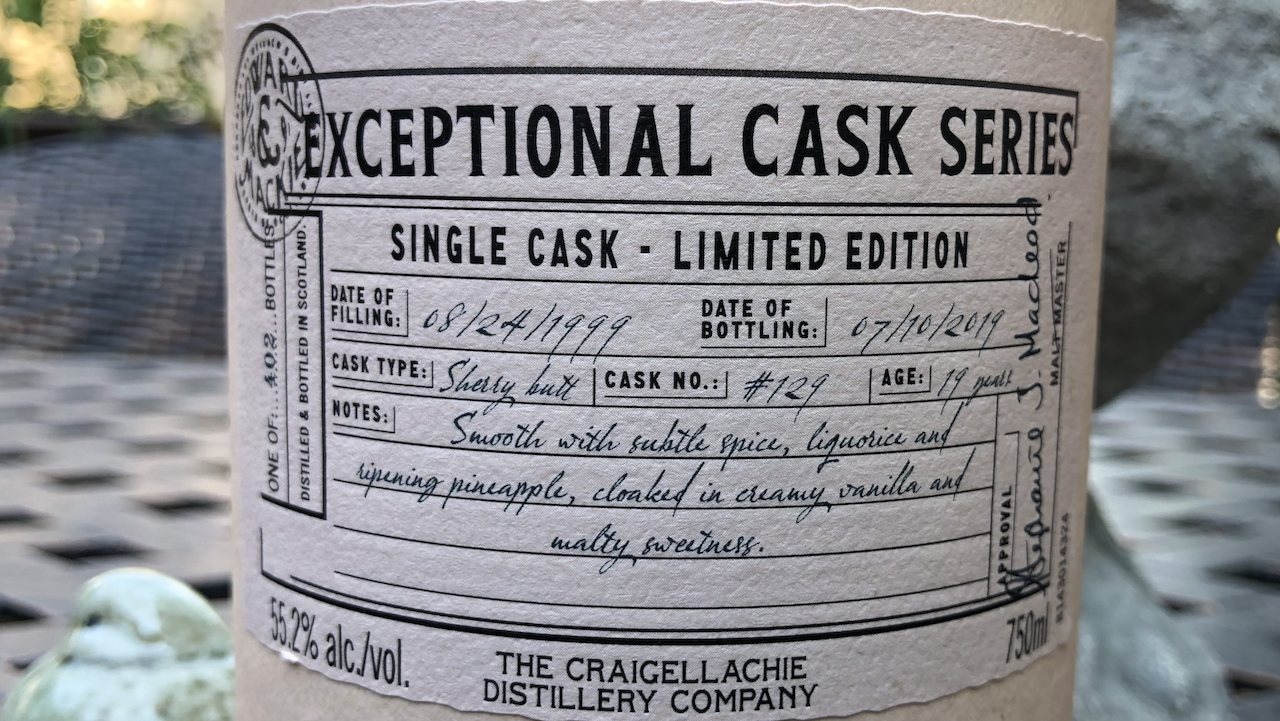 EXCEPTIONAL CASK SERIES
SINGLE CASK - LIMITED EDITION
DATE OF FILLING: 08/24/1999
DATE OF BOTTLING: 07/10/2019
CASK TYPE: Sherry butt
CASK NO.: #129
AGE: 19 years
NOTES: Smooth with subtle spice, liquorice and
ripening pineapple, cloaked in creamy vanilla and
malty sweetness.
ONE OF:....402... BOTTLES.
DISTILLED & BOTTLED IN SCOTLAND.
APPROVAL
Stephanie J. Macleod
MALT MASTER
55.2% alc./vol.
750ml
THE CRAIGELLACHIE
DISTILLERY COMPANY